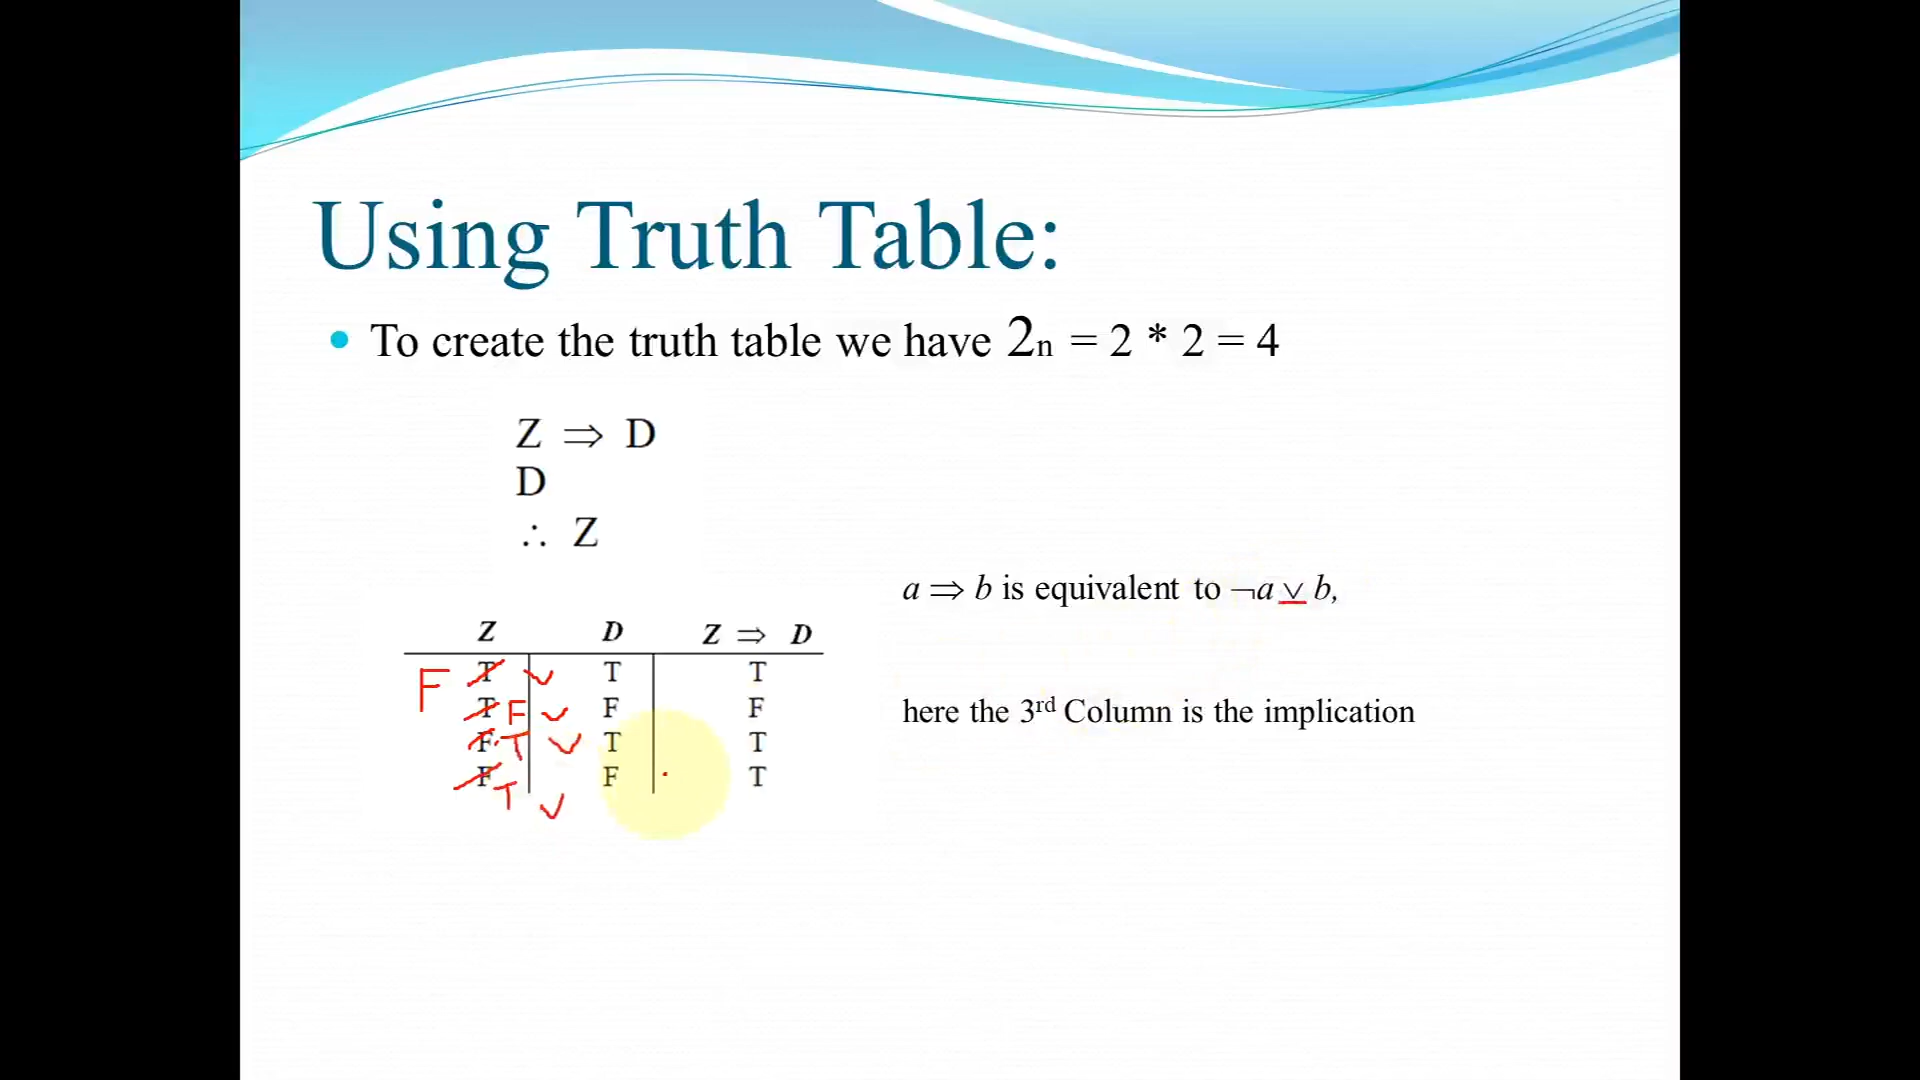 Using Truth Table:
To create the truth table we have 2n = 2 * 2 = 4
Z ⇒ D
D
∴ Z
a ⇒ b is equivalent to ¬a ∨ b,
Z D Z ⇒ D
F T ∨ T T
T F ∨ F F
here the 3rd Column is the implication
F T ∨ T T
F T ∨ F T